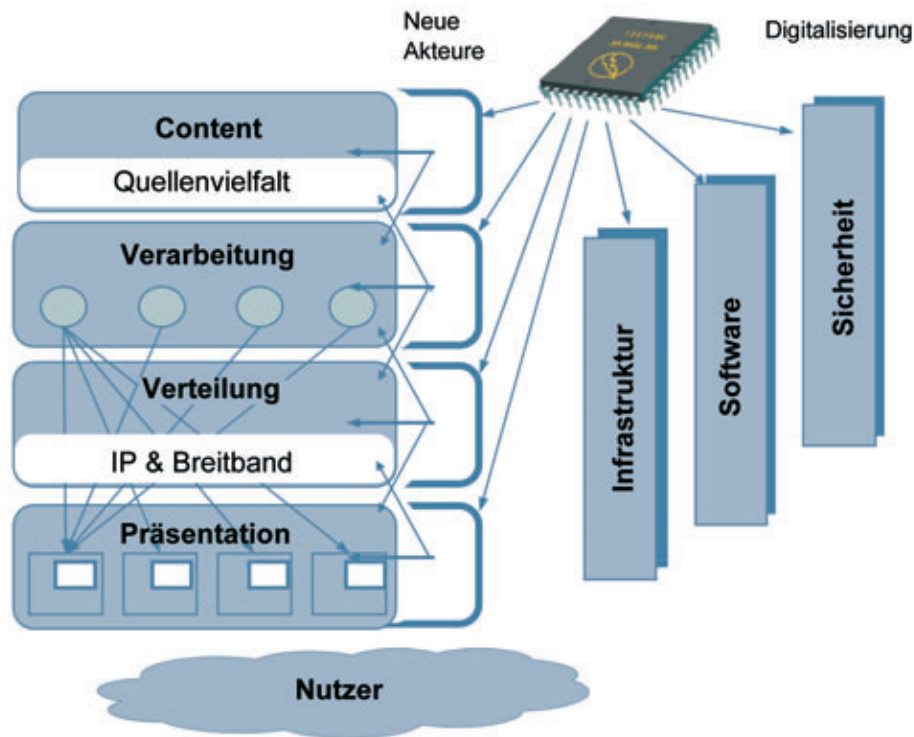 Neue
Akteure
Digitalisierung
Content
Quellenvielfalt
Verarbeitung
Verteilung
IP & Breitband
Präsentation
Infrastruktur
Software
Sicherheit
Nutzer